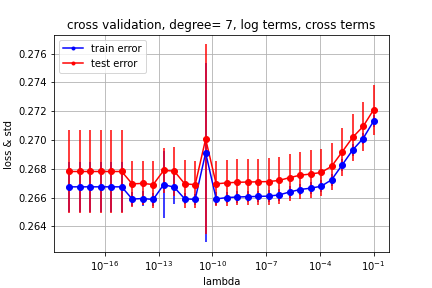 cross validation, degree= 7, log terms, cross terms
train error
test error
loss & std
0.276
0.274
0.272
0.270
0.268
0.266
0.264
10^-16
10^-13
10^-10
10^-7
10^-4
10^-1
lambda